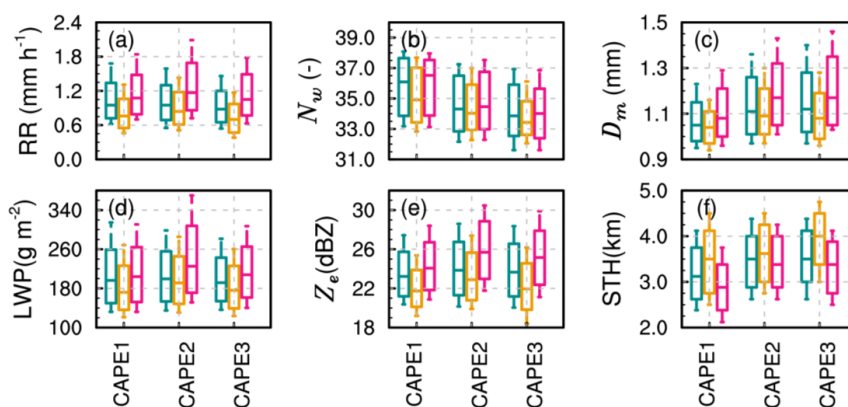 (a)
RR (mm h⁻¹)
2.4
1.8
1.2
0.6
0.0
(b)
N_w (-)
39.0
37.0
35.0
33.0
31.0
(c)
D_m (mm)
1.5
1.3
1.1
0.9
(d)
LWP(g m⁻²)
340
260
180
100
CAPE1
CAPE2
CAPE3
(e)
Z_e(dBZ)
30
26
22
18
CAPE1
CAPE2
CAPE3
(f)
STH(km)
5.0
4.0
3.0
2.0
CAPE1
CAPE2
CAPE3